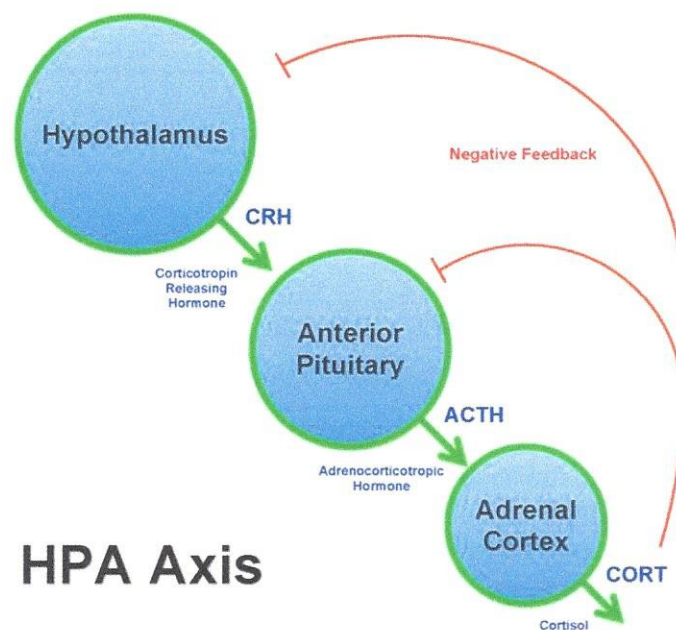 Hypothalamus
Negative Feedback
CRH
Corticotropin
Releasing
Hormone
Anterior
Pituitary
ACTH
Adrenocorticotropic
Hormone
Adrenal
Cortex
HPA Axis
CORT
Cortisol